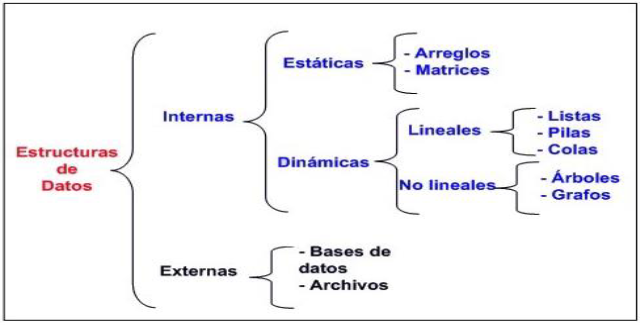 Estructuras
de
Datos
Internas
Estáticas
- Arreglos
- Matrices
Dinámicas
Lineales
- Listas
- Pilas
- Colas
No lineales
- Árboles
- Grafos
Externas
- Bases de
datos
- Archivos